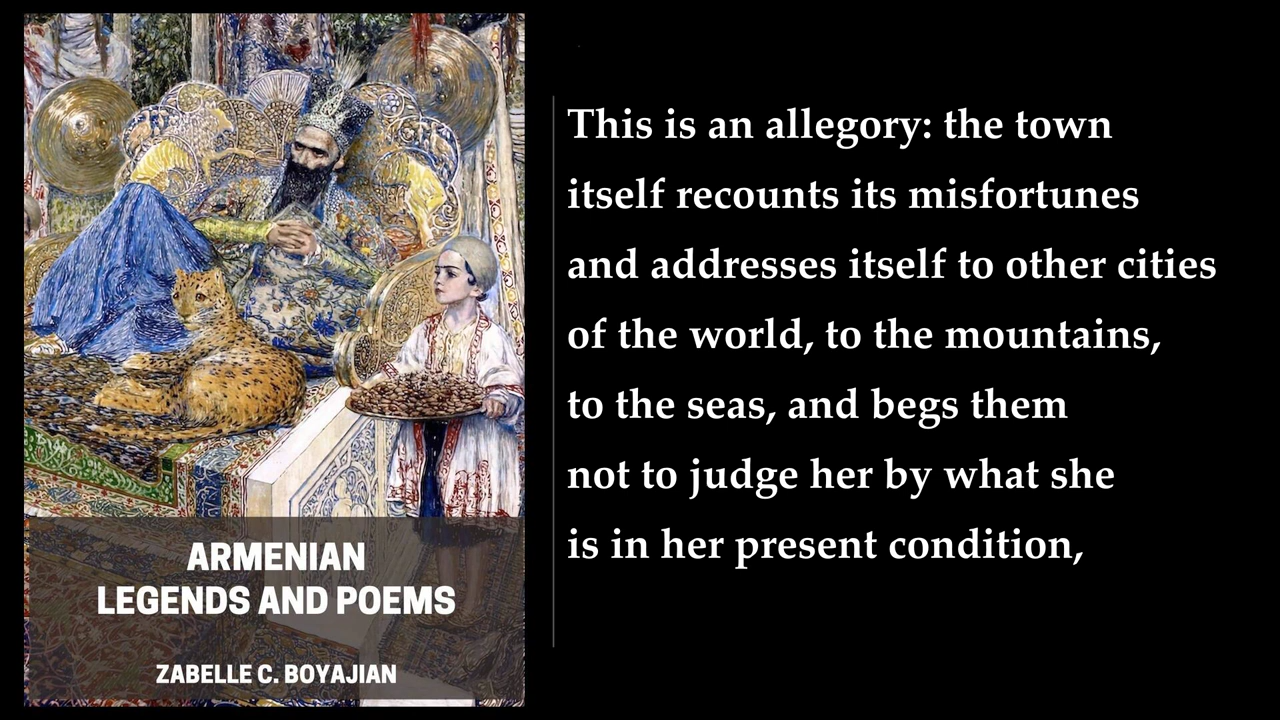 ARMENIAN
LEGENDS AND POEMS
ZABELLE C. BOYAJIAN
This is an allegory: the town
itself recounts its misfortunes
and addresses itself to other cities
of the world, to the mountains,
to the seas, and begs them
not to judge her by what she
is in her present condition,